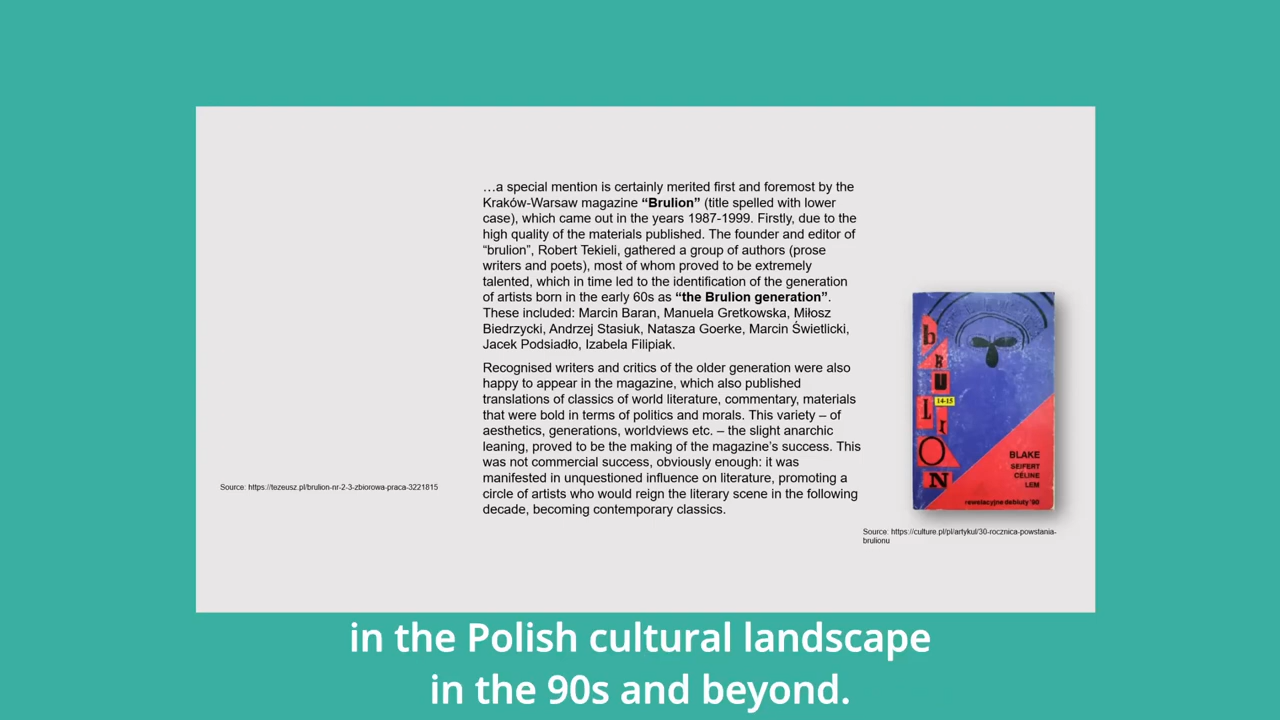 …a special mention is certainly merited first and foremost by the
Kraków-Warsaw magazine “Brulion” (title spelled with lower
case), which came out in the years 1987-1999. Firstly, due to the
high quality of the materials published. The founder and editor of
“brulion”, Robert Tekieli, gathered a group of authors (prose
writers and poets), most of whom proved to be extremely
talented, which in time led to the identification of the generation
of artists born in the early 60s as “the Brulion generation”.
These included: Marcin Baran, Manuela Gretkowska, Miłosz
Biedrzycki, Andrzej Stasiuk, Natasza Goerke, Marcin Świetlicki,
Jacek Podsiadło, Izabela Filipiak.
Recognised writers and critics of the older generation were also
happy to appear in the magazine, which also published
translations of classics of world literature, commentary, materials
that were bold in terms of politics and morals. This variety – of
aesthetics, generations, worldviews etc. – the slight anarchic
leaning, proved to be the making of the magazine’s success. This
was not commercial success, obviously enough: it was
manifested in unquestioned influence on literature, promoting a
circle of artists who would reign the literary scene in the following
decade, becoming contemporary classics.
Source: https://tezeusz.pl/brulion-nr-2-3-zbiorowa-praca-3221815
bRULION
14-15
BLAKE
SEIFERT
CÉLINE
LEM
rewelacyjne debiuty '90
Source: https://culture.pl/pl/artykul/30-rocznica-powstania-
brulionu
in the Polish cultural landscape
in the 90s and beyond.